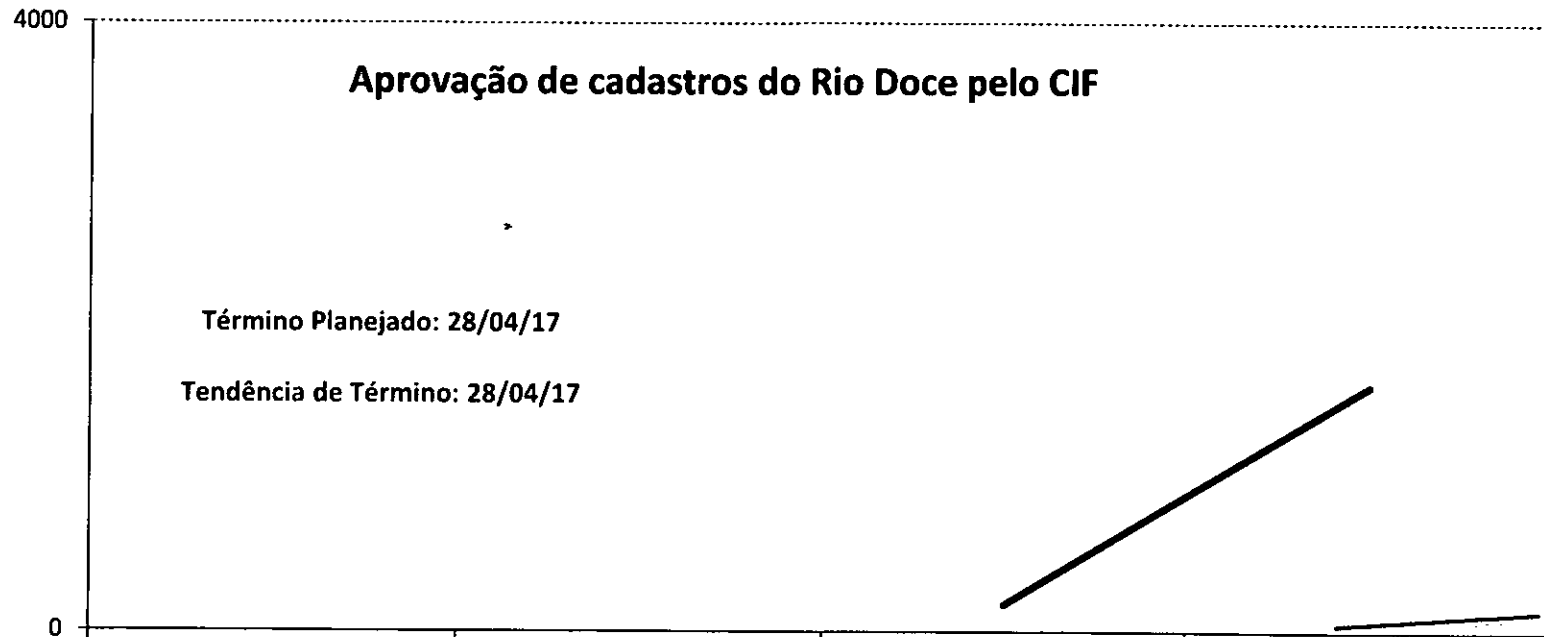 4000
Aprovação de cadastros do Rio Doce pelo CIF
Término Planejado: 28/04/17
Tendência de Término: 28/04/17
0